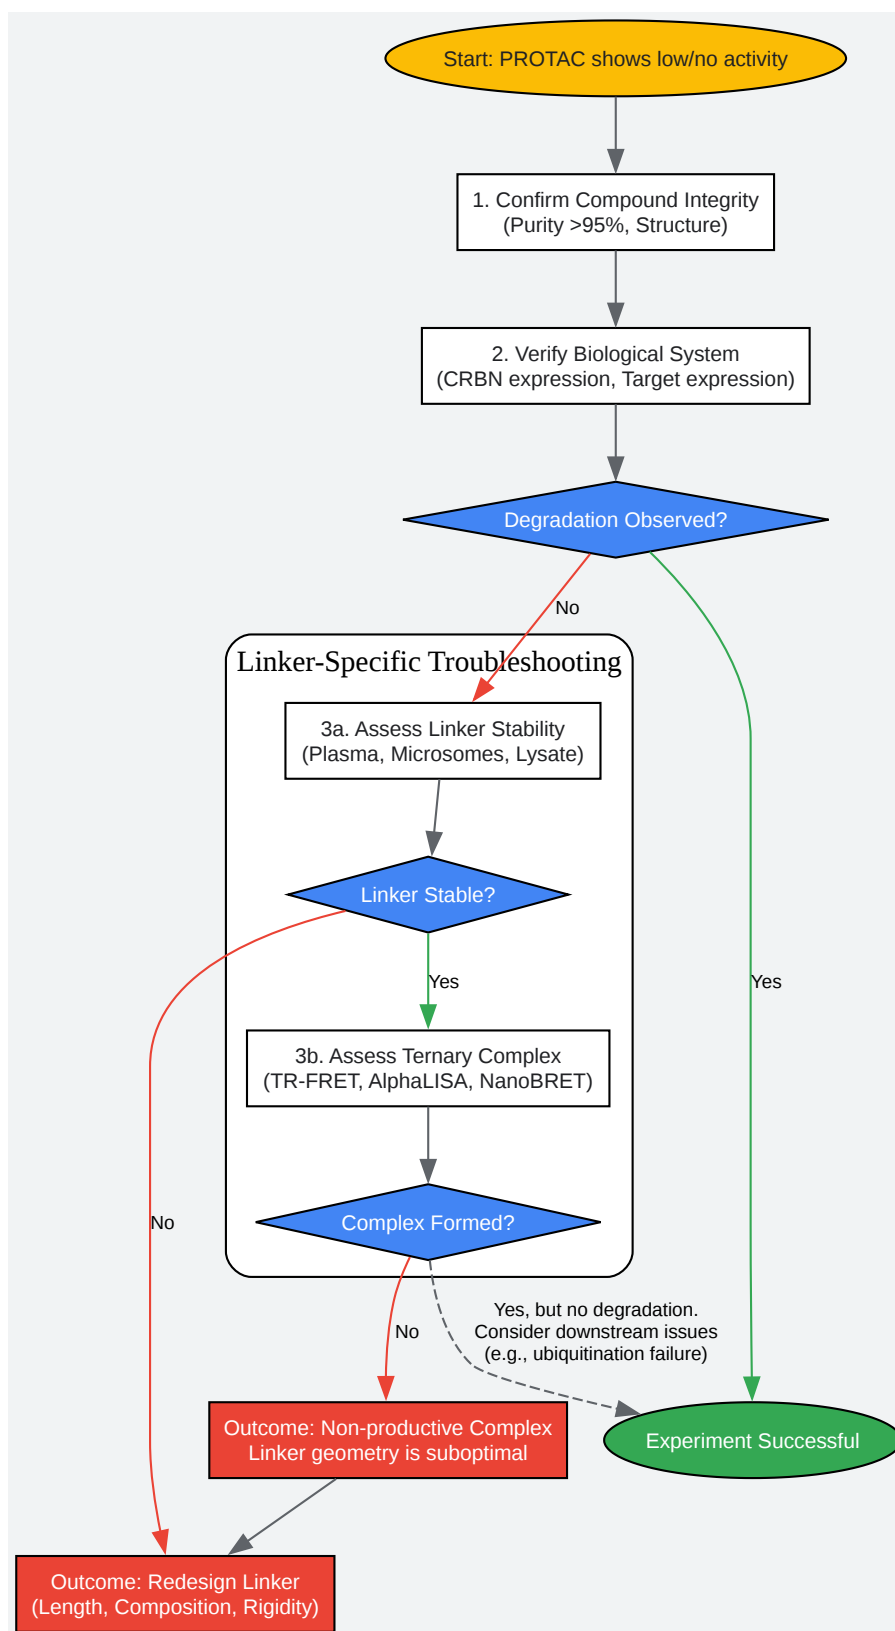 Start: PROTAC shows low/no activity
1. Confirm Compound Integrity
(Purity >95%, Structure)
2. Verify Biological System
(CRBN expression, Target expression)
Degradation Observed?
No
Linker-Specific Troubleshooting
3a. Assess Linker Stability
(Plasma, Microsomes, Lysate)
Linker Stable?
Yes
Yes
3b. Assess Ternary Complex
(TR-FRET, AlphaLISA, NanoBRET)
No
Complex Formed?
Yes, but no degradation.
Consider downstream issues
(e.g., ubiquitination failure)
No
Outcome: Non-productive Complex
Linker geometry is suboptimal
Experiment Successful
Outcome: Redesign Linker
(Length, Composition, Rigidity)